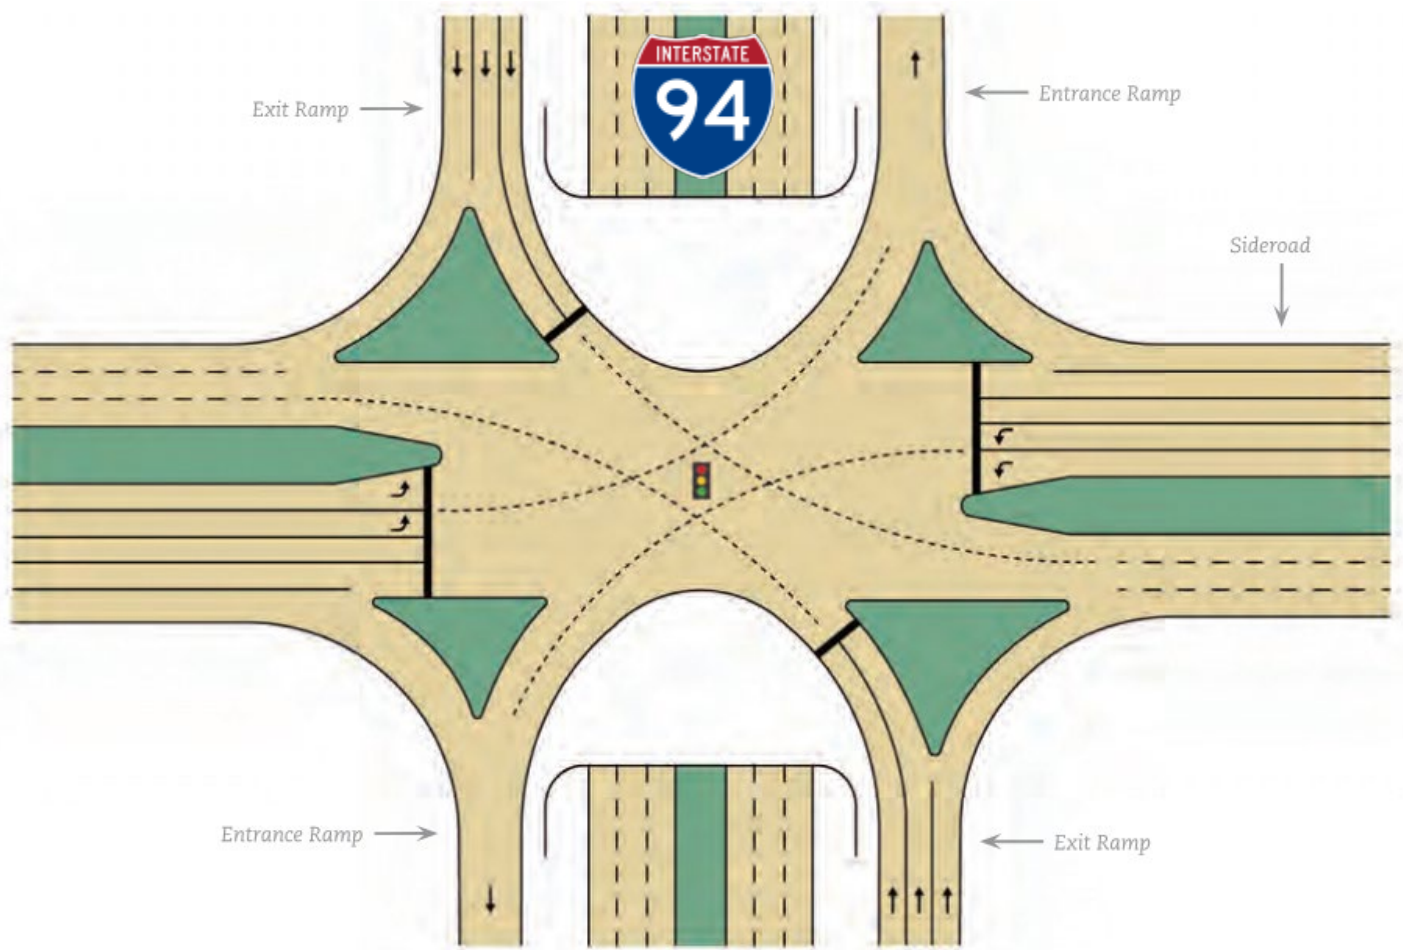 INTERSTATE
94
Exit Ramp
Entrance Ramp
Sideroad
Entrance Ramp
Exit Ramp